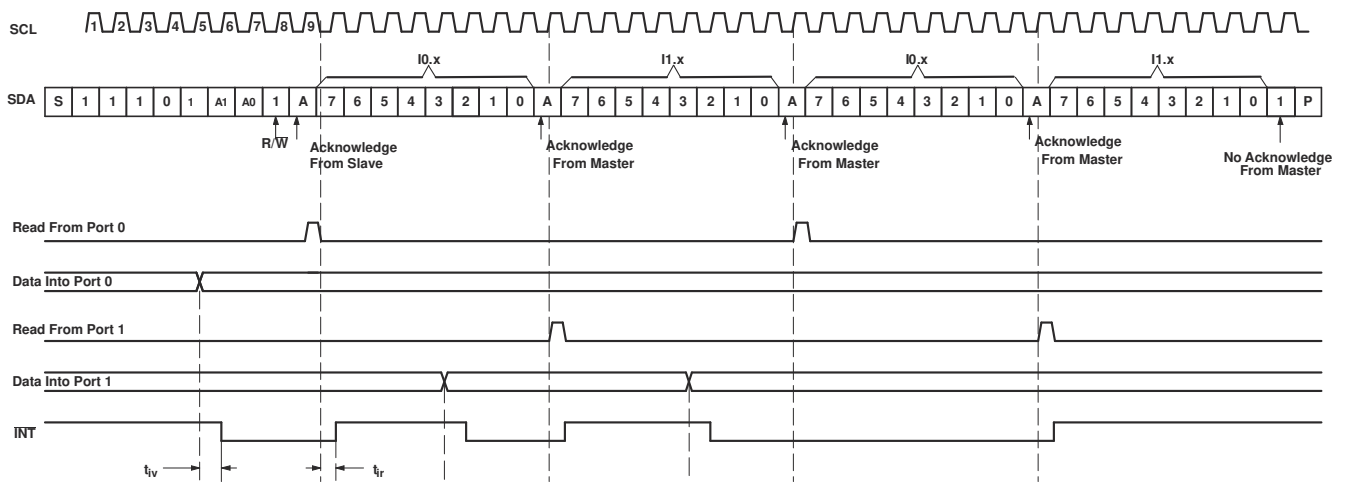 SCL 1 2 3 4 5 6 7 8 9
I0.x I1.x I0.x I1.x
SDA S 1 1 1 0 1 A1 A0 1 A 7 6 5 4 3 2 1 0 A 7 6 5 4 3 2 1 0 A 7 6 5 4 3 2 1 0 A 7 6 5 4 3 2 1 0 1 P
R/W̅
Acknowledge
From Slave
Acknowledge
From Master
Acknowledge
From Master
Acknowledge
From Master
No Acknowledge
From Master
Read From Port 0
Data Into Port 0
Read From Port 1
Data Into Port 1
I̅N̅T̅
tiv tir